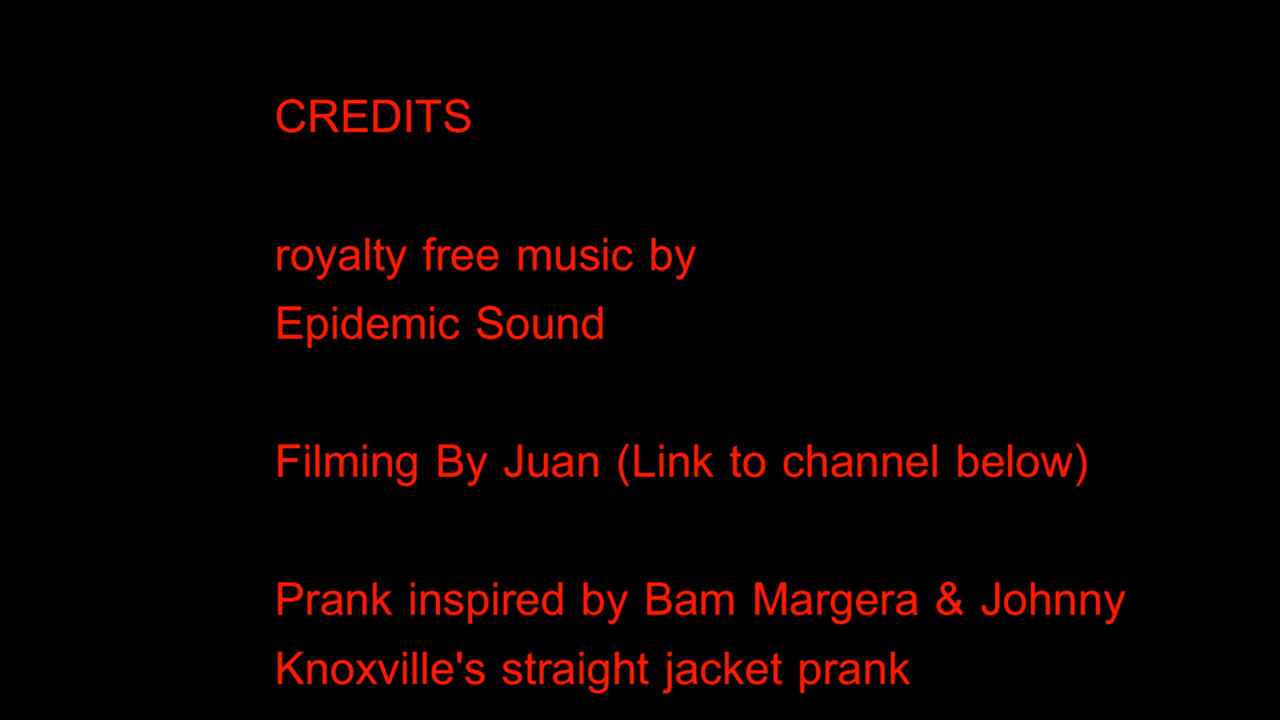 CREDITS
royalty free music by
Epidemic Sound
Filming By Juan (Link to channel below)
Prank inspired by Bam Margera & Johnny
Knoxville's straight jacket prank